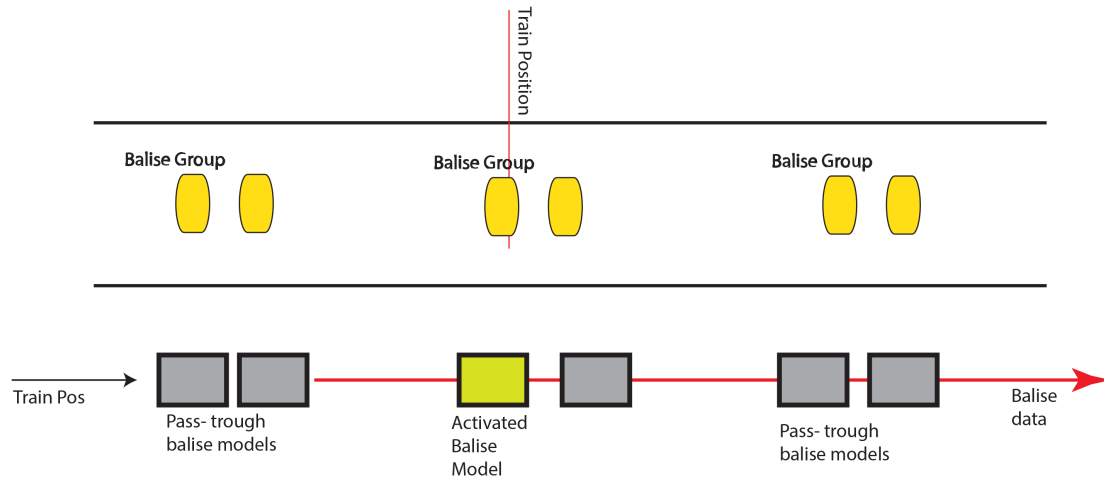 Train Position
Balise Group
Balise Group
Balise Group
Train Pos
Pass- trough
balise models
Activated
Balise
Model
Pass- trough
balise models
Balise
data